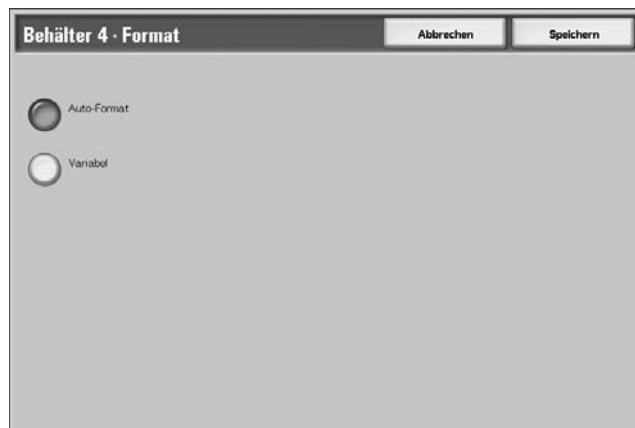 Behälter 4 · Format
Abbrechen
Speichern
Auto-Format
Variabel